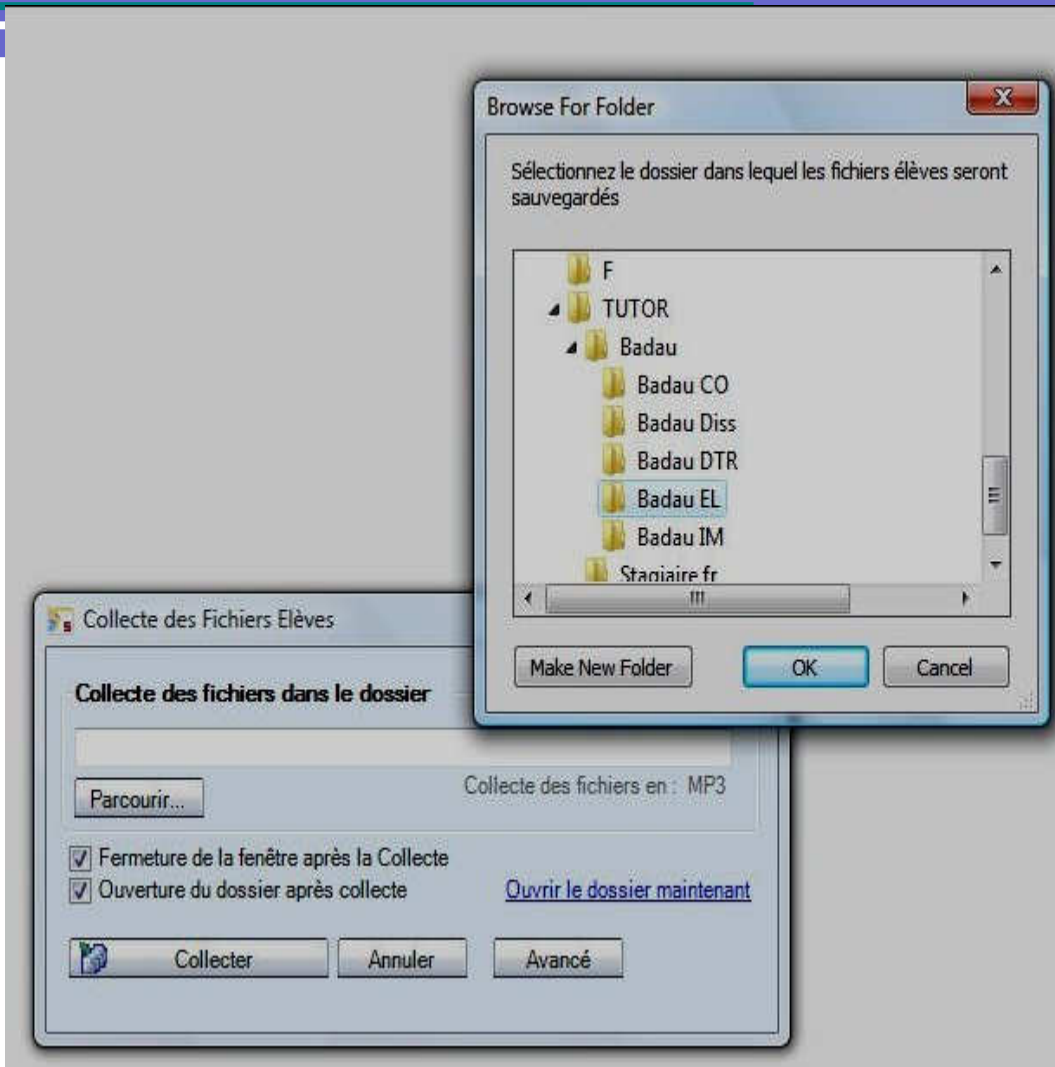 Browse For Folder
Sélectionnez le dossier dans lequel les fichiers élèves seront
sauvegardés
F
TUTOR
Badau
Badau CO
Badau Diss
Badau DTR
Badau EL
Badau IM
Stagiaire fr
Make New Folder
OK
Cancel
Collecte des Fichiers Elèves
Collecte des fichiers dans le dossier
Parcourir...
Collecte des fichiers en : MP3
Fermeture de la fenêtre après la Collecte
Ouverture du dossier après collecte
Ouvrir le dossier maintenant
Collecter
Annuler
Avancé